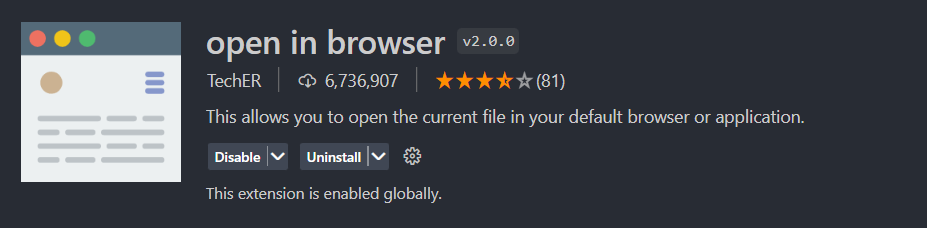 open in browser v2.0.0
TechER 6,736,907 (81)
This allows you to open the current file in your default browser or application.
Disable Uninstall
This extension is enabled globally.